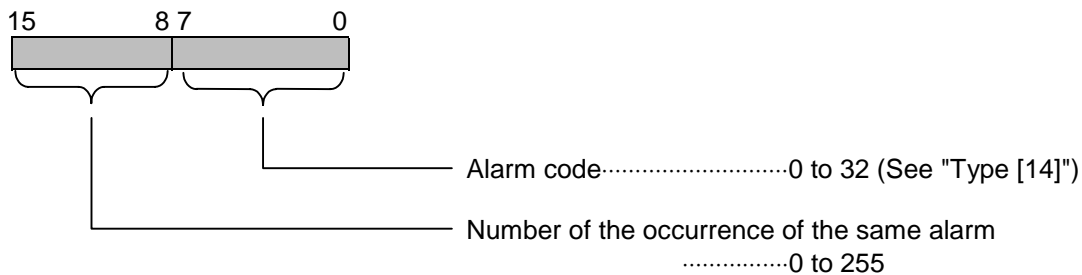 15 8 7 0
Alarm code···························0 to 32 (See "Type [14]")
Number of the occurrence of the same alarm
················0 to 255